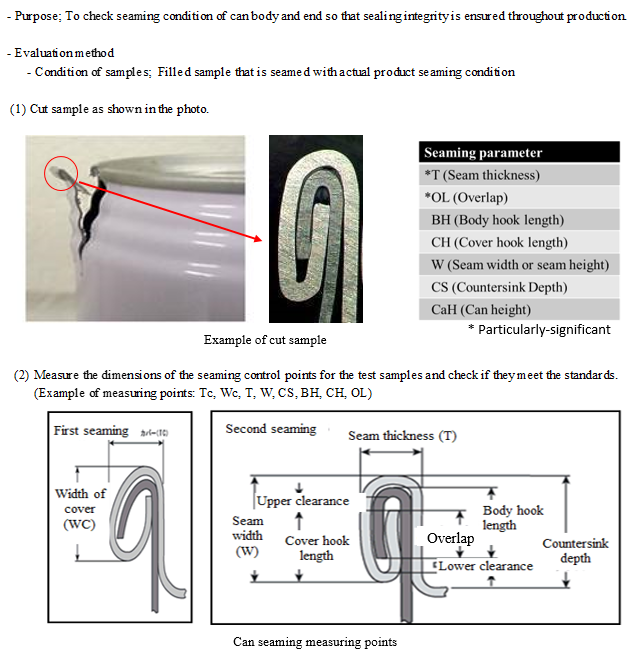 - Purpose; To check seaming condition of can body and end so that sealing integrity is ensured throughout production.
- Evaluation method
- Condition of samples; Filled sample that is seamed with actual product seaming condition
(1) Cut sample as shown in the photo.
Seaming parameter
*T (Seam thickness)
*OL (Overlap)
BH (Body hook length)
CH (Cover hook length)
W (Seam width or seam height)
CS (Countersink Depth)
CaH (Can height)
* Particularly-significant
Example of cut sample
(2) Measure the dimensions of the seaming control points for the test samples and check if they meet the standards.
(Example of measuring points: Tc, Wc, T, W, CS, BH, CH, OL)
First seaming
Width of
cover
(WC)
Second seaming
Seam thickness (T)
Upper clearance
Seam
width
(W)
Cover hook
length
Body hook
length
Overlap
Lower clearance
Countersink
depth
Can seaming measuring points